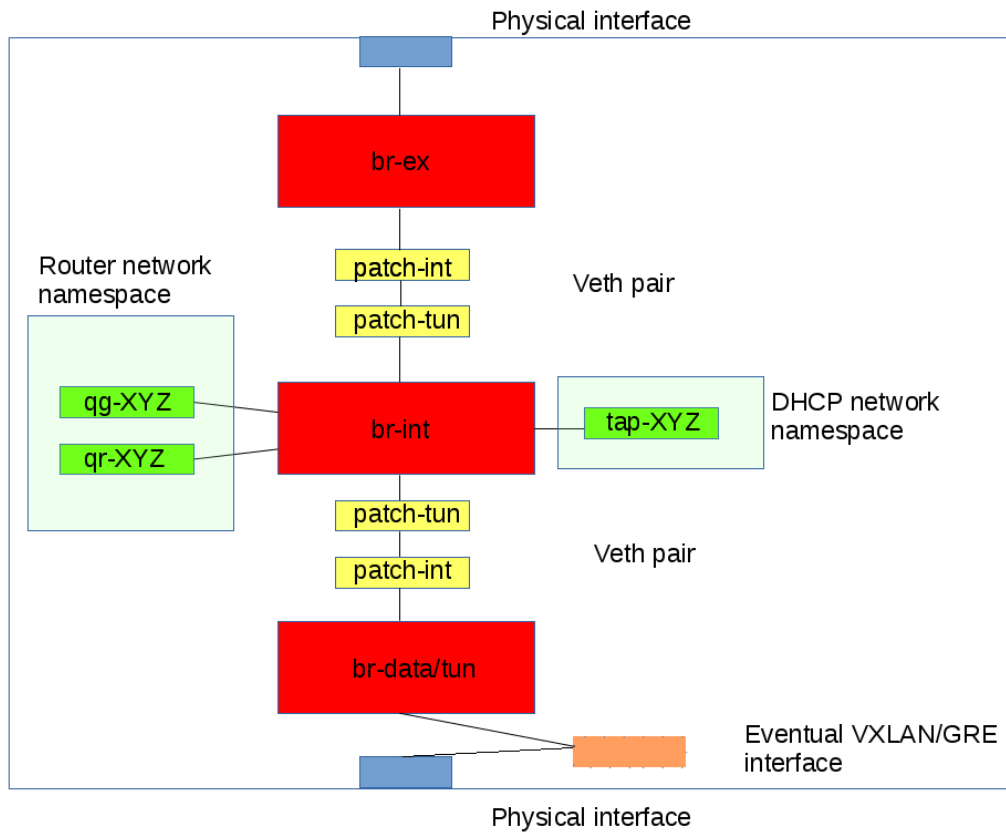 Physical interface
br-ex
patch-int
Router network
namespace
Veth pair
patch-tun
qg-XYZ
br-int
tap-XYZ
DHCP network
namespace
qr-XYZ
patch-tun
Veth pair
patch-int
br-data/tun
Eventual VXLAN/GRE
interface
Physical interface